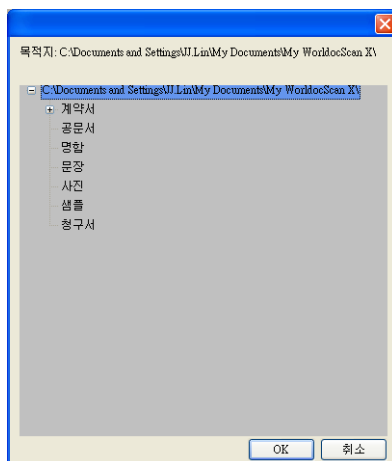 목적지: C:\Documents and Settings\JJ.Lin\My Documents\My WorldocScan X\
C:\Documents and Settings\JJ.Lin\My Documents\My WorldocScan X\
계약서
공문서
명함
문장
사진
샘플
청구서
OK 취소